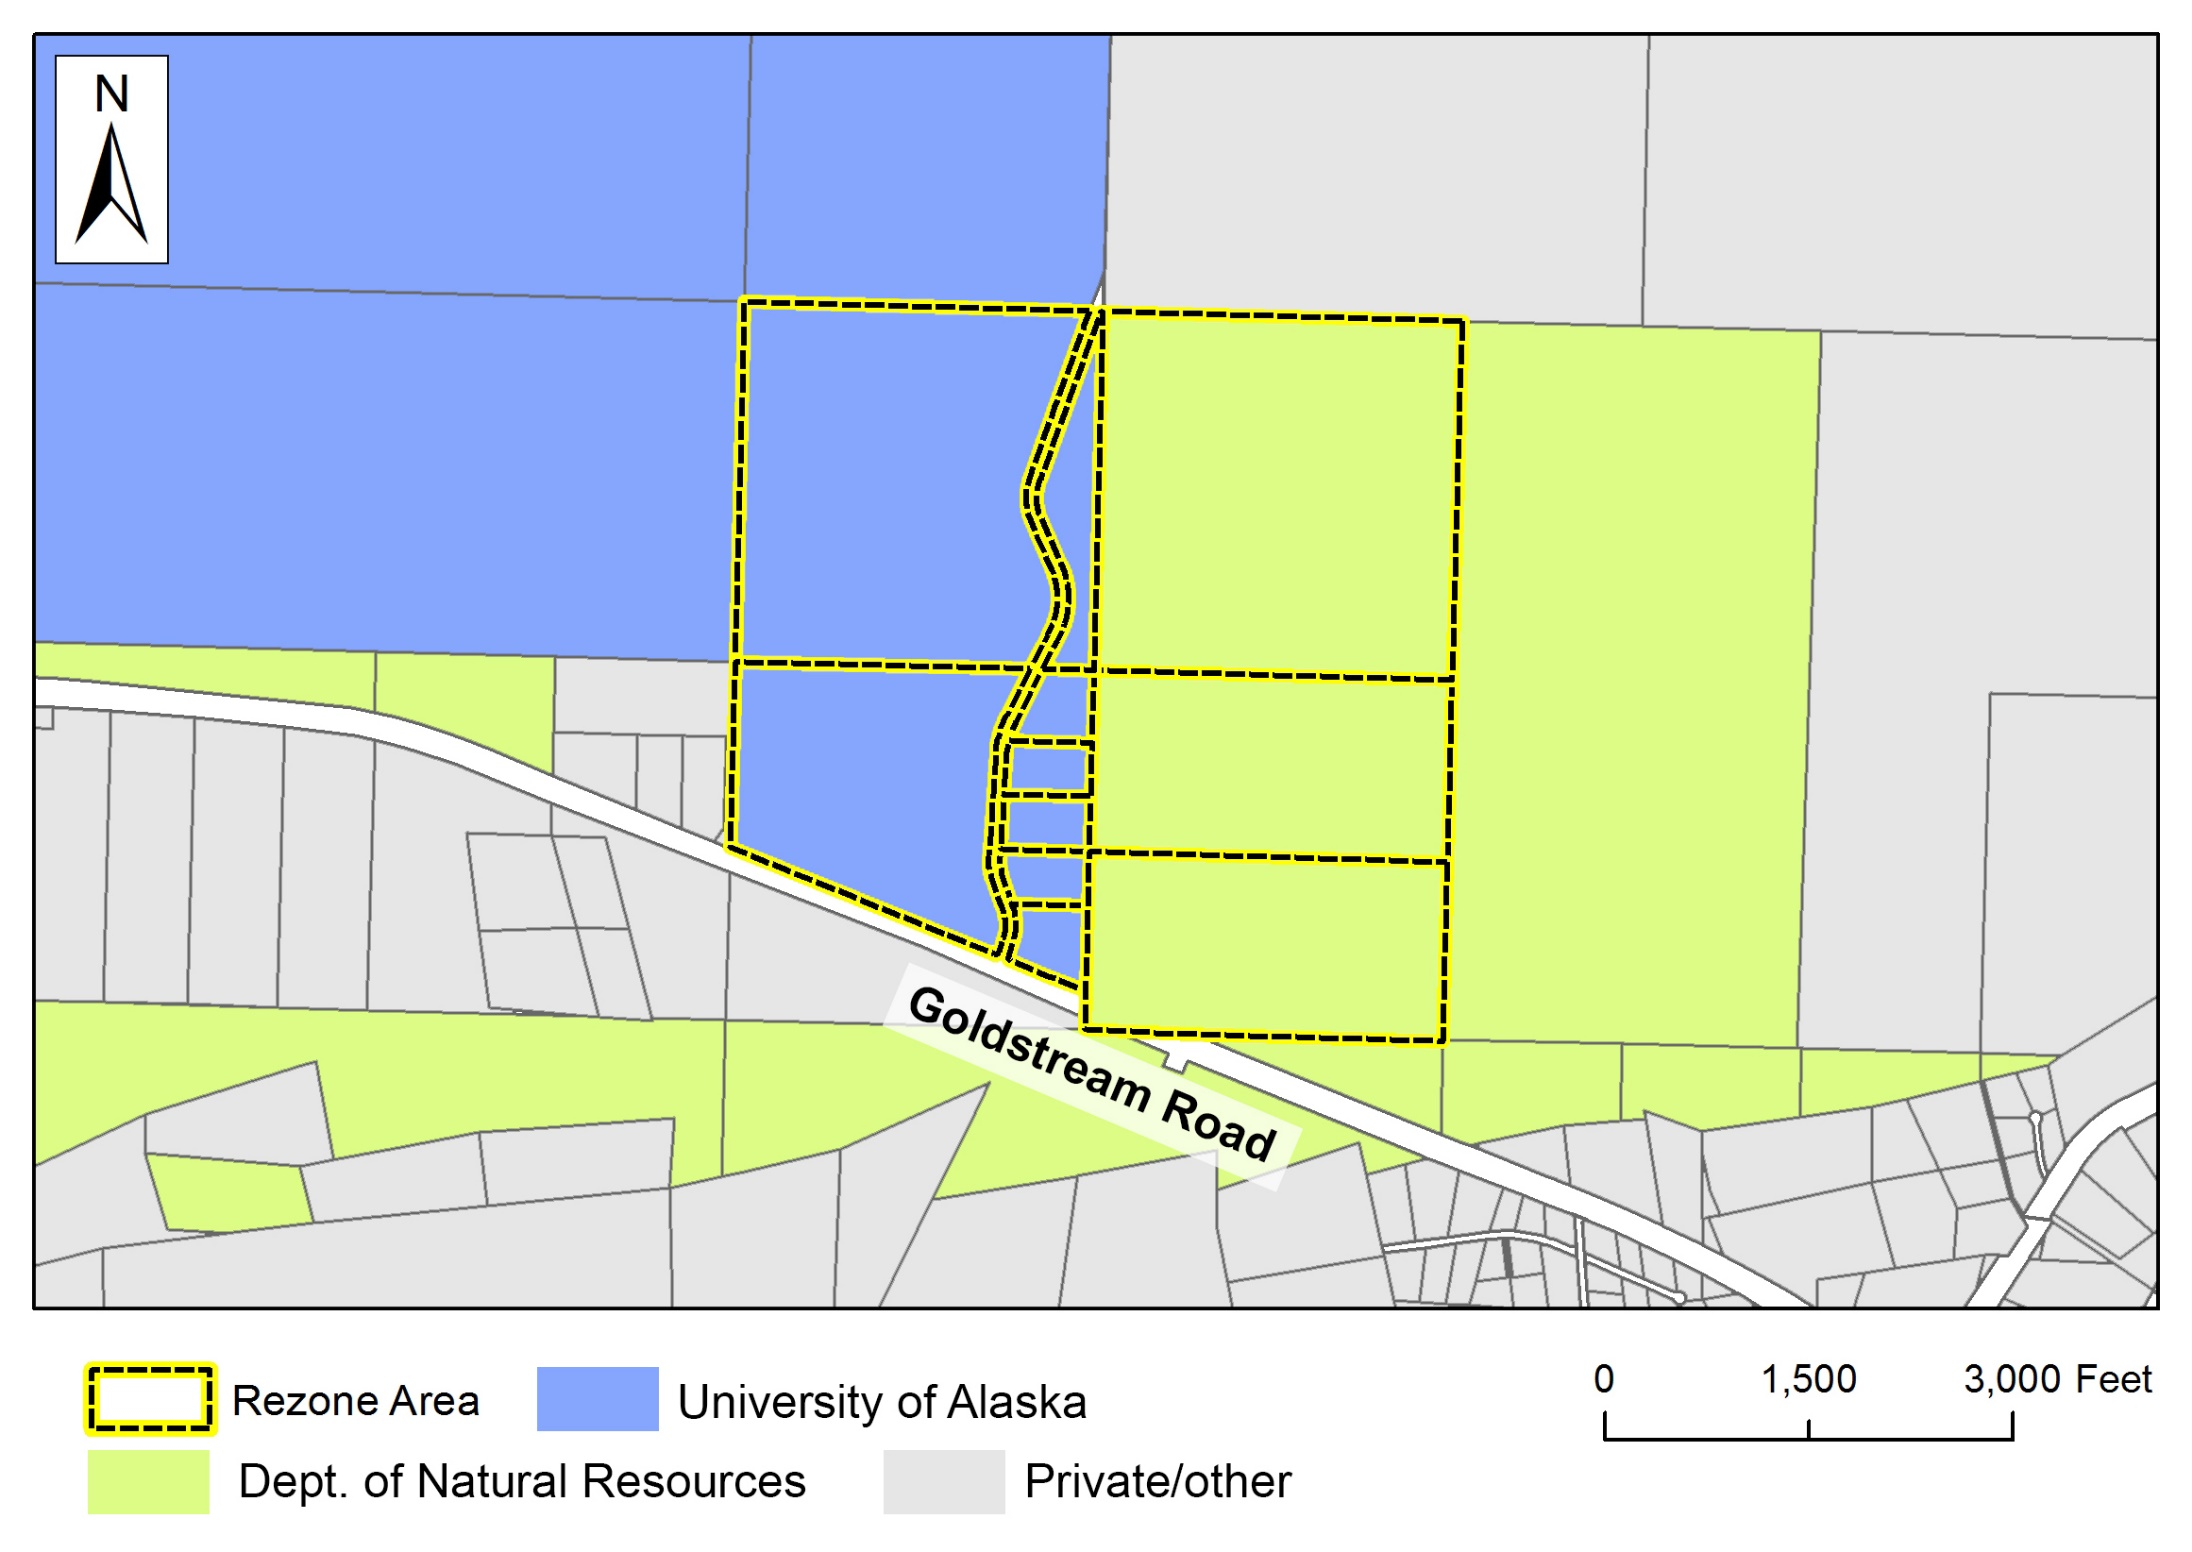 N
Goldstream Road
Rezone Area
University of Alaska
Dept. of Natural Resources
Private/other
0 1,500 3,000 Feet